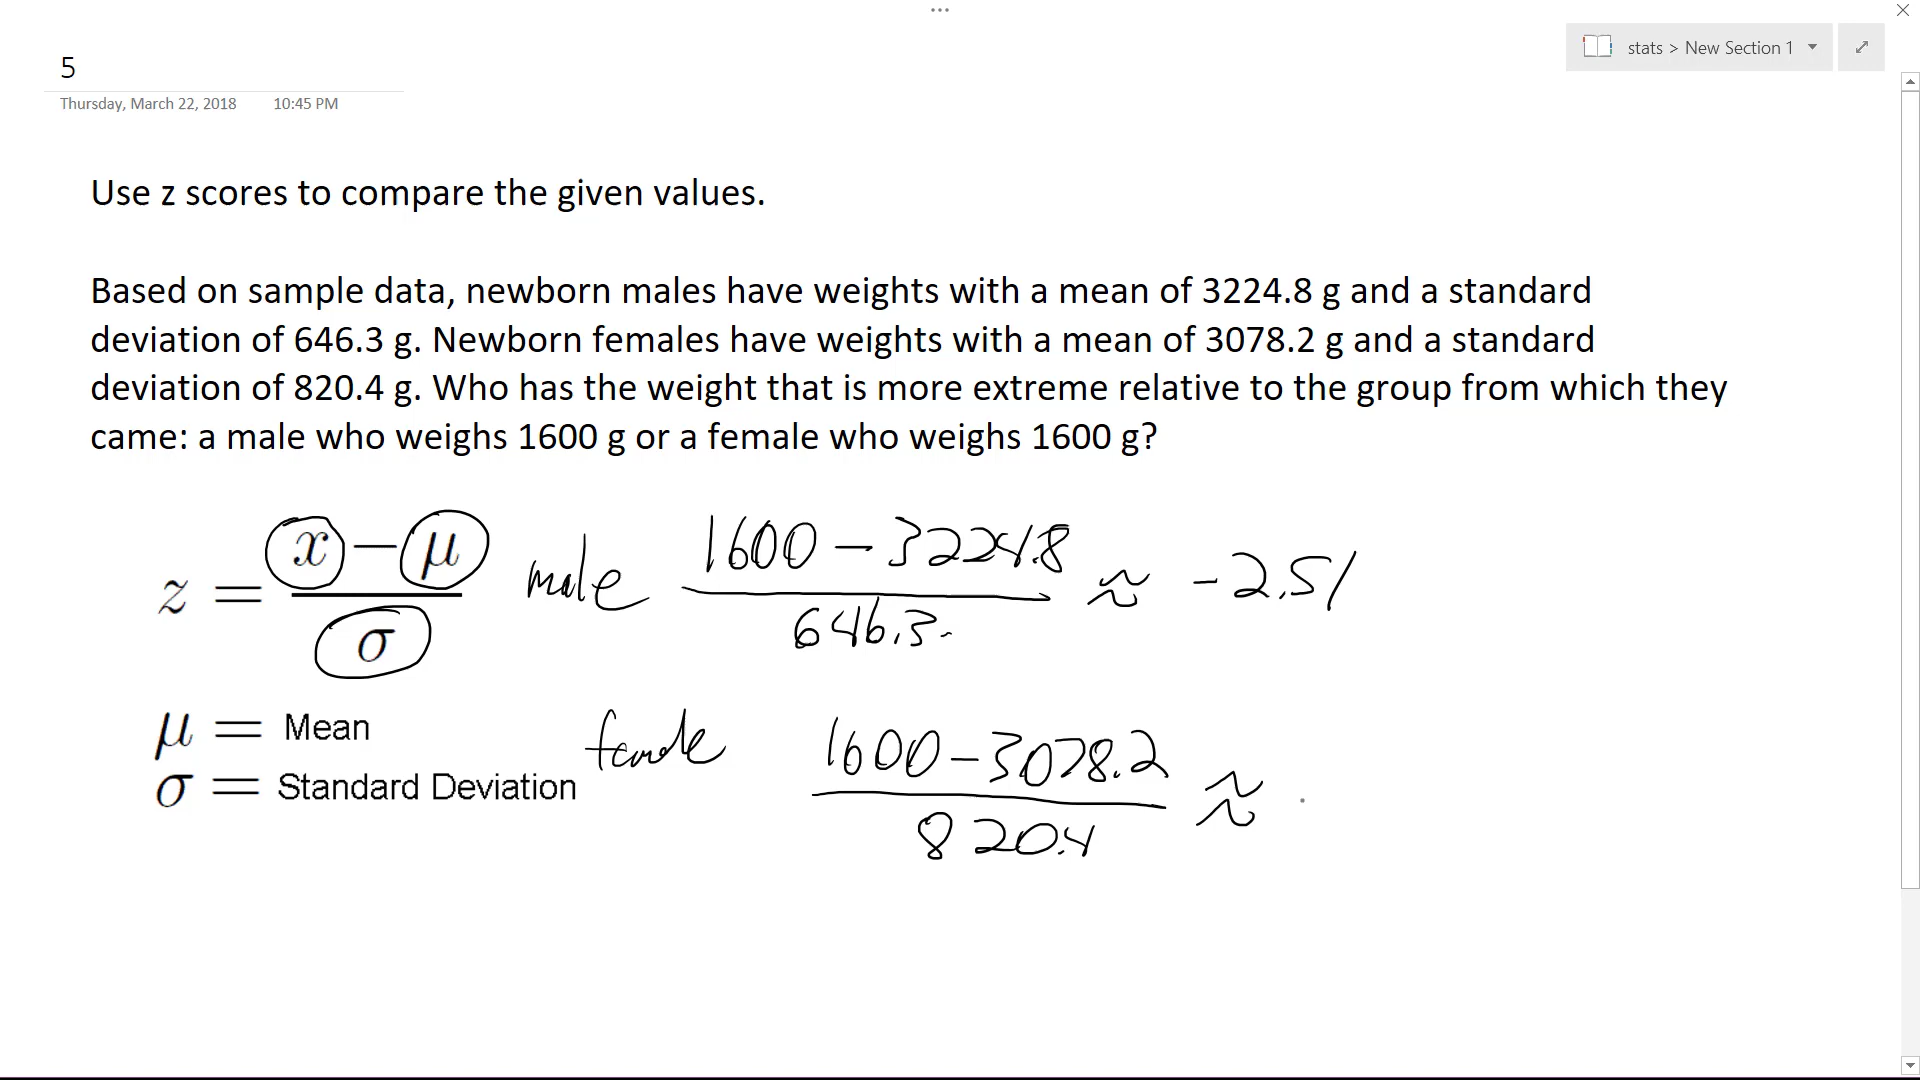 stats > New Section 1
5
Thursday, March 22, 2018 10:45 PM
Use z scores to compare the given values.
Based on sample data, newborn males have weights with a mean of 3224.8 g and a standard
deviation of 646.3 g. Newborn females have weights with a mean of 3078.2 g and a standard
deviation of 820.4 g. Who has the weight that is more extreme relative to the group from which they
came: a male who weighs 1600 g or a female who weighs 1600 g?
z = x − μ
σ
male 1600 − 3224.8 ≈ -2.51
646.3
μ = Mean
σ = Standard Deviation
female 1600 − 3078.2 ≈
820.4